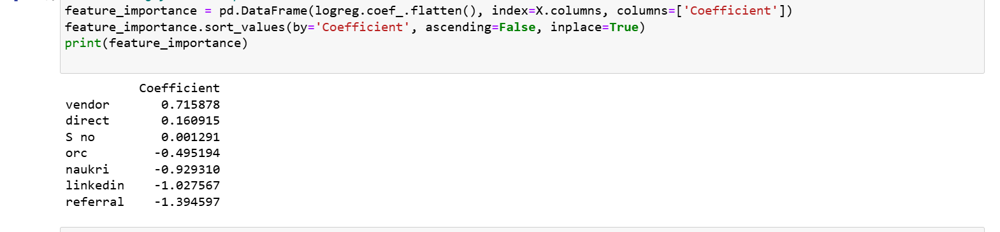 feature_importance = pd.DataFrame(logreg.coef_.flatten(), index=X.columns, columns=['Coefficient'])
feature_importance.sort_values(by='Coefficient', ascending=False, inplace=True)
print(feature_importance)
Coefficient
vendor 0.715878
direct 0.160915
S no 0.001291
orc -0.495194
naukri -0.929310
linkedin -1.027567
referral -1.394597